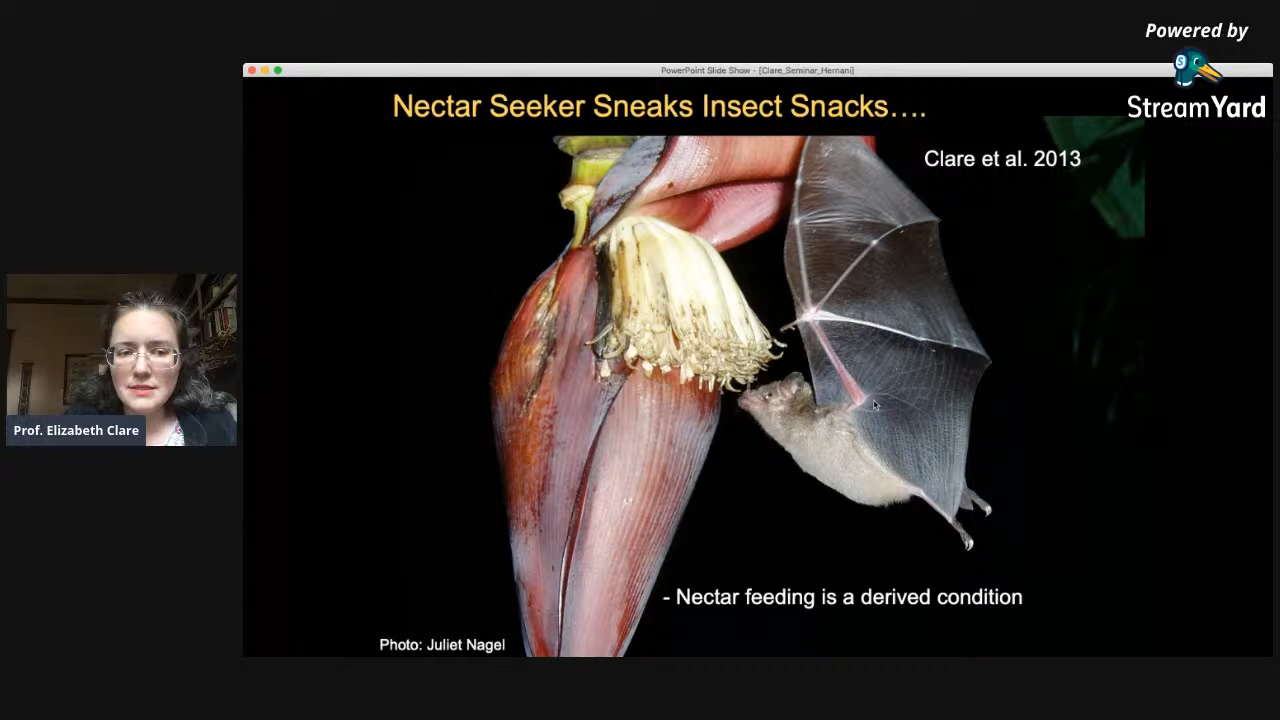 Powered by
StreamYard
PowerPoint Slide Show - [Clare_Seminar_Hernani]
Nectar Seeker Sneaks Insect Snacks....
Clare et al. 2013
Prof. Elizabeth Clare
- Nectar feeding is a derived condition
Photo: Juliet Nagel